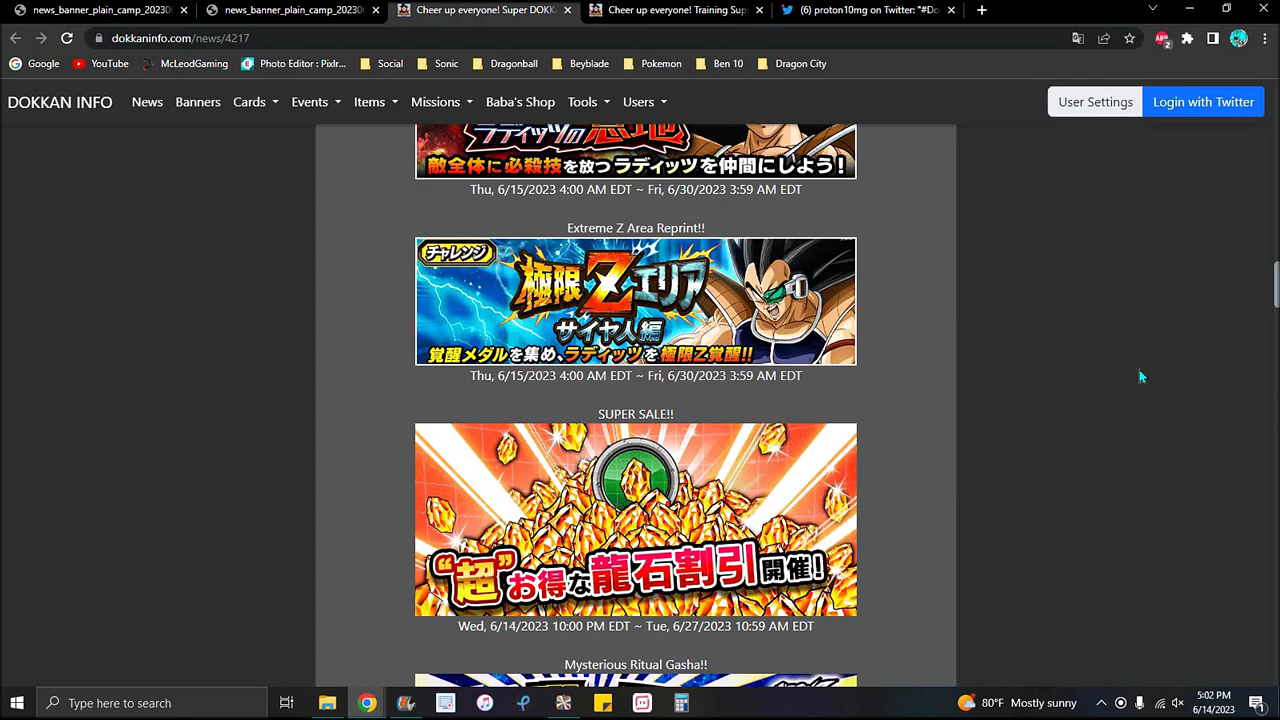 news_banner_plain_camp_20230
news_banner_plain_camp_20230
Cheer up everyone! Super DOKK
Cheer up everyone! Training Sup
(6) proton10mg on Twitter: "#Do
dokkaninfo.com/news/4217
ABP
2
Google
YouTube
McLeodGaming
Photo Editor : Pixlr...
Social
Sonic
Dragonball
Beyblade
Pokemon
Ben 10
Dragon City
DOKKAN INFO
News
Banners
Cards
Events
Items
Missions
Baba's Shop
Tools
Users
User Settings
Login with Twitter
敵全体に必殺技を放つラディッツを仲間にしよう!
Thu, 6/15/2023 4:00 AM EDT ~ Fri, 6/30/2023 3:59 AM EDT
Extreme Z Area Reprint!!
チャレンジ
極限Zエリア
サイヤ人編
覚醒メダルを集め、ラディッツを極限Z覚醒!!
Thu, 6/15/2023 4:00 AM EDT ~ Fri, 6/30/2023 3:59 AM EDT
SUPER SALE!!
"超"お得な龍石割引開催!
Wed, 6/14/2023 10:00 PM EDT ~ Tue, 6/27/2023 10:59 AM EDT
Mysterious Ritual Gasha!!
Type here to search
80°F Mostly sunny
5:02 PM
6/14/2023